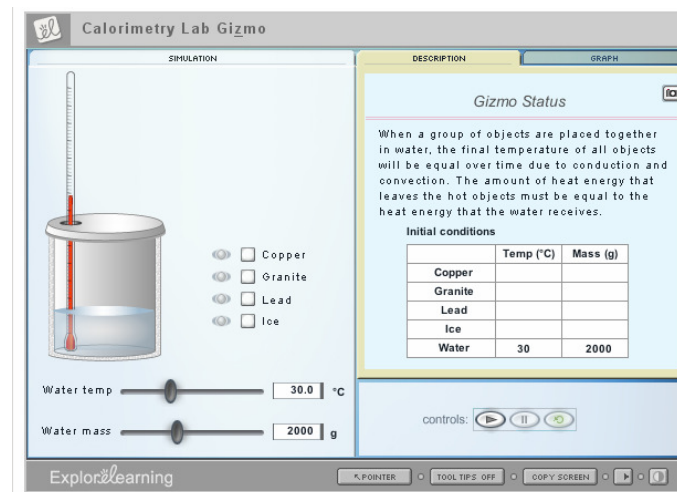 Calorimetry Lab Gizmo
SIMULATION
DESCRIPTION
GRAPH
Gizmo Status
When a group of objects are placed together
in water, the final temperature of all objects
will be equal over time due to conduction and
convection. The amount of heat energy that
leaves the hot objects must be equal to the
heat energy that the water receives.
Initial conditions
Temp (°C) Mass (g)
Copper
Granite
Lead
Ice
Water 30 2000
Copper
Granite
Lead
Ice
Water temp 30.0 °C
Water mass 2000 g
controls:
ExploreLearning
POINTER
TOOL TIPS OFF
COPY SCREEN